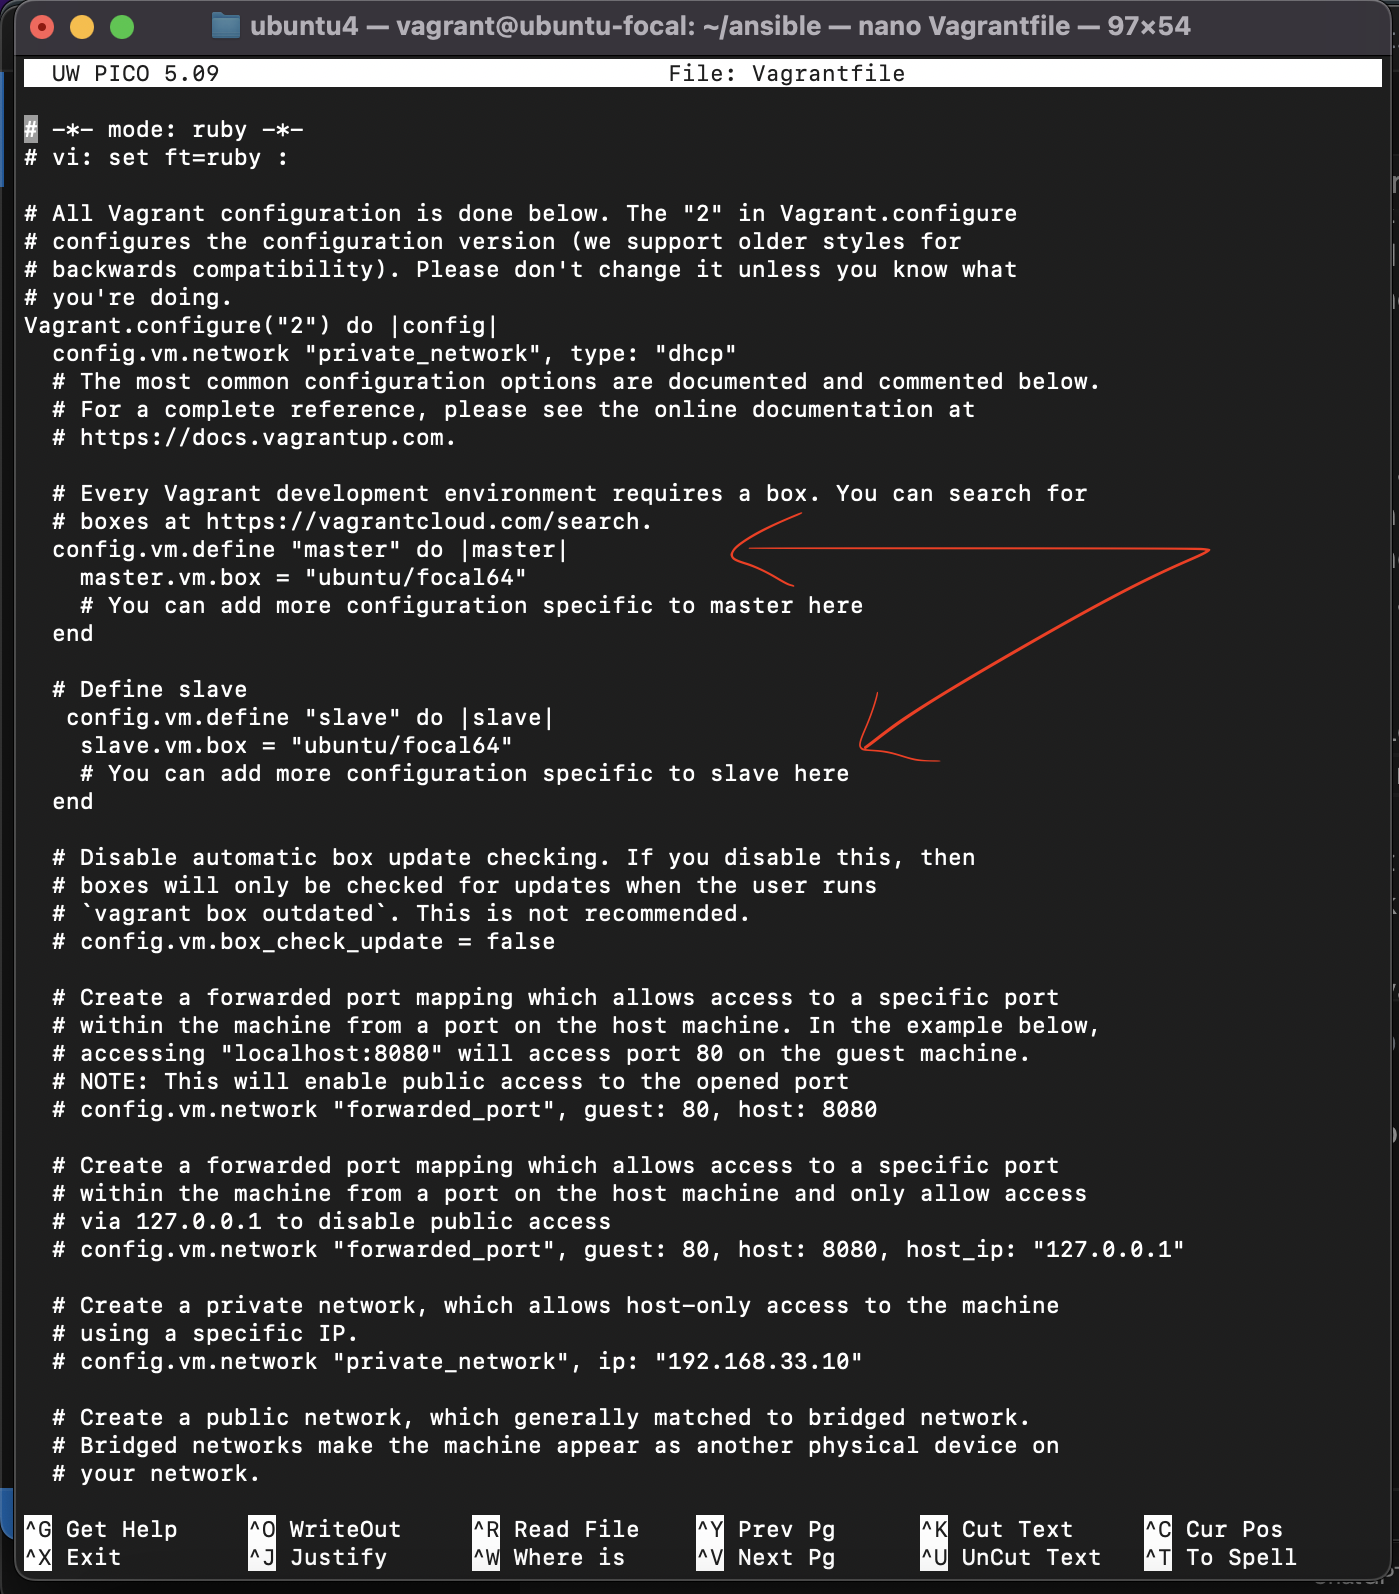 ubuntu4 — vagrant@ubuntu-focal: ~/ansible — nano Vagrantfile — 97×54
UW PICO 5.09 File: Vagrantfile
# -*- mode: ruby -*-
# vi: set ft=ruby :
# All Vagrant configuration is done below. The "2" in Vagrant.configure
# configures the configuration version (we support older styles for
# backwards compatibility). Please don't change it unless you know what
# you're doing.
Vagrant.configure("2") do |config|
config.vm.network "private_network", type: "dhcp"
# The most common configuration options are documented and commented below.
# For a complete reference, please see the online documentation at
# https://docs.vagrantup.com.
# Every Vagrant development environment requires a box. You can search for
# boxes at https://vagrantcloud.com/search.
config.vm.define "master" do |master|
master.vm.box = "ubuntu/focal64"
# You can add more configuration specific to master here
end
# Define slave
config.vm.define "slave" do |slave|
slave.vm.box = "ubuntu/focal64"
# You can add more configuration specific to slave here
end
# Disable automatic box update checking. If you disable this, then
# boxes will only be checked for updates when the user runs
# `vagrant box outdated`. This is not recommended.
# config.vm.box_check_update = false
# Create a forwarded port mapping which allows access to a specific port
# within the machine from a port on the host machine. In the example below,
# accessing "localhost:8080" will access port 80 on the guest machine.
# NOTE: This will enable public access to the opened port
# config.vm.network "forwarded_port", guest: 80, host: 8080
# Create a forwarded port mapping which allows access to a specific port
# within the machine from a port on the host machine and only allow access
# via 127.0.0.1 to disable public access
# config.vm.network "forwarded_port", guest: 80, host: 8080, host_ip: "127.0.0.1"
# Create a private network, which allows host-only access to the machine
# using a specific IP.
# config.vm.network "private_network", ip: "192.168.33.10"
# Create a public network, which generally matched to bridged network.
# Bridged networks make the machine appear as another physical device on
# your network.
^G Get Help ^O WriteOut ^R Read File ^Y Prev Pg ^K Cut Text ^C Cur Pos
^X Exit ^J Justify ^W Where is ^V Next Pg ^U UnCut Text ^T To Spell